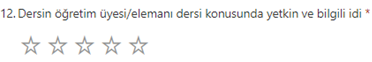 12. Dersin öğretim üyesi/elemanı dersi konusunda yetkin ve bilgili idi *